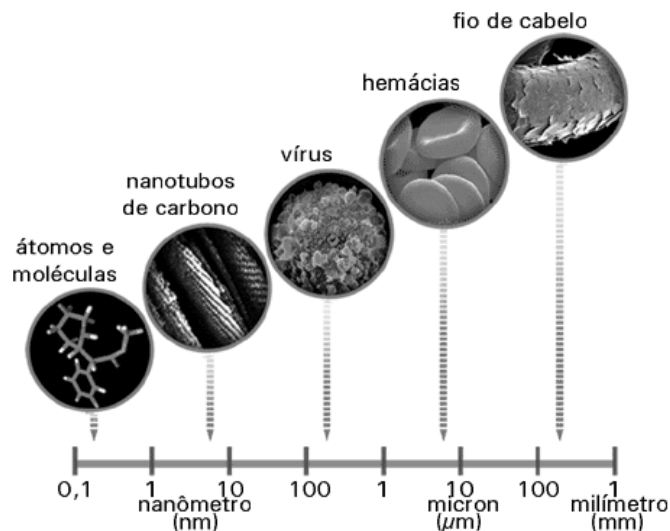 fio de cabelo
hemácias
vírus
nanotubos
de carbono
átomos e
moléculas
0,1 1 10 100 1 10 100 1
nanômetro micron milímetro
(nm) (µm) (mm)